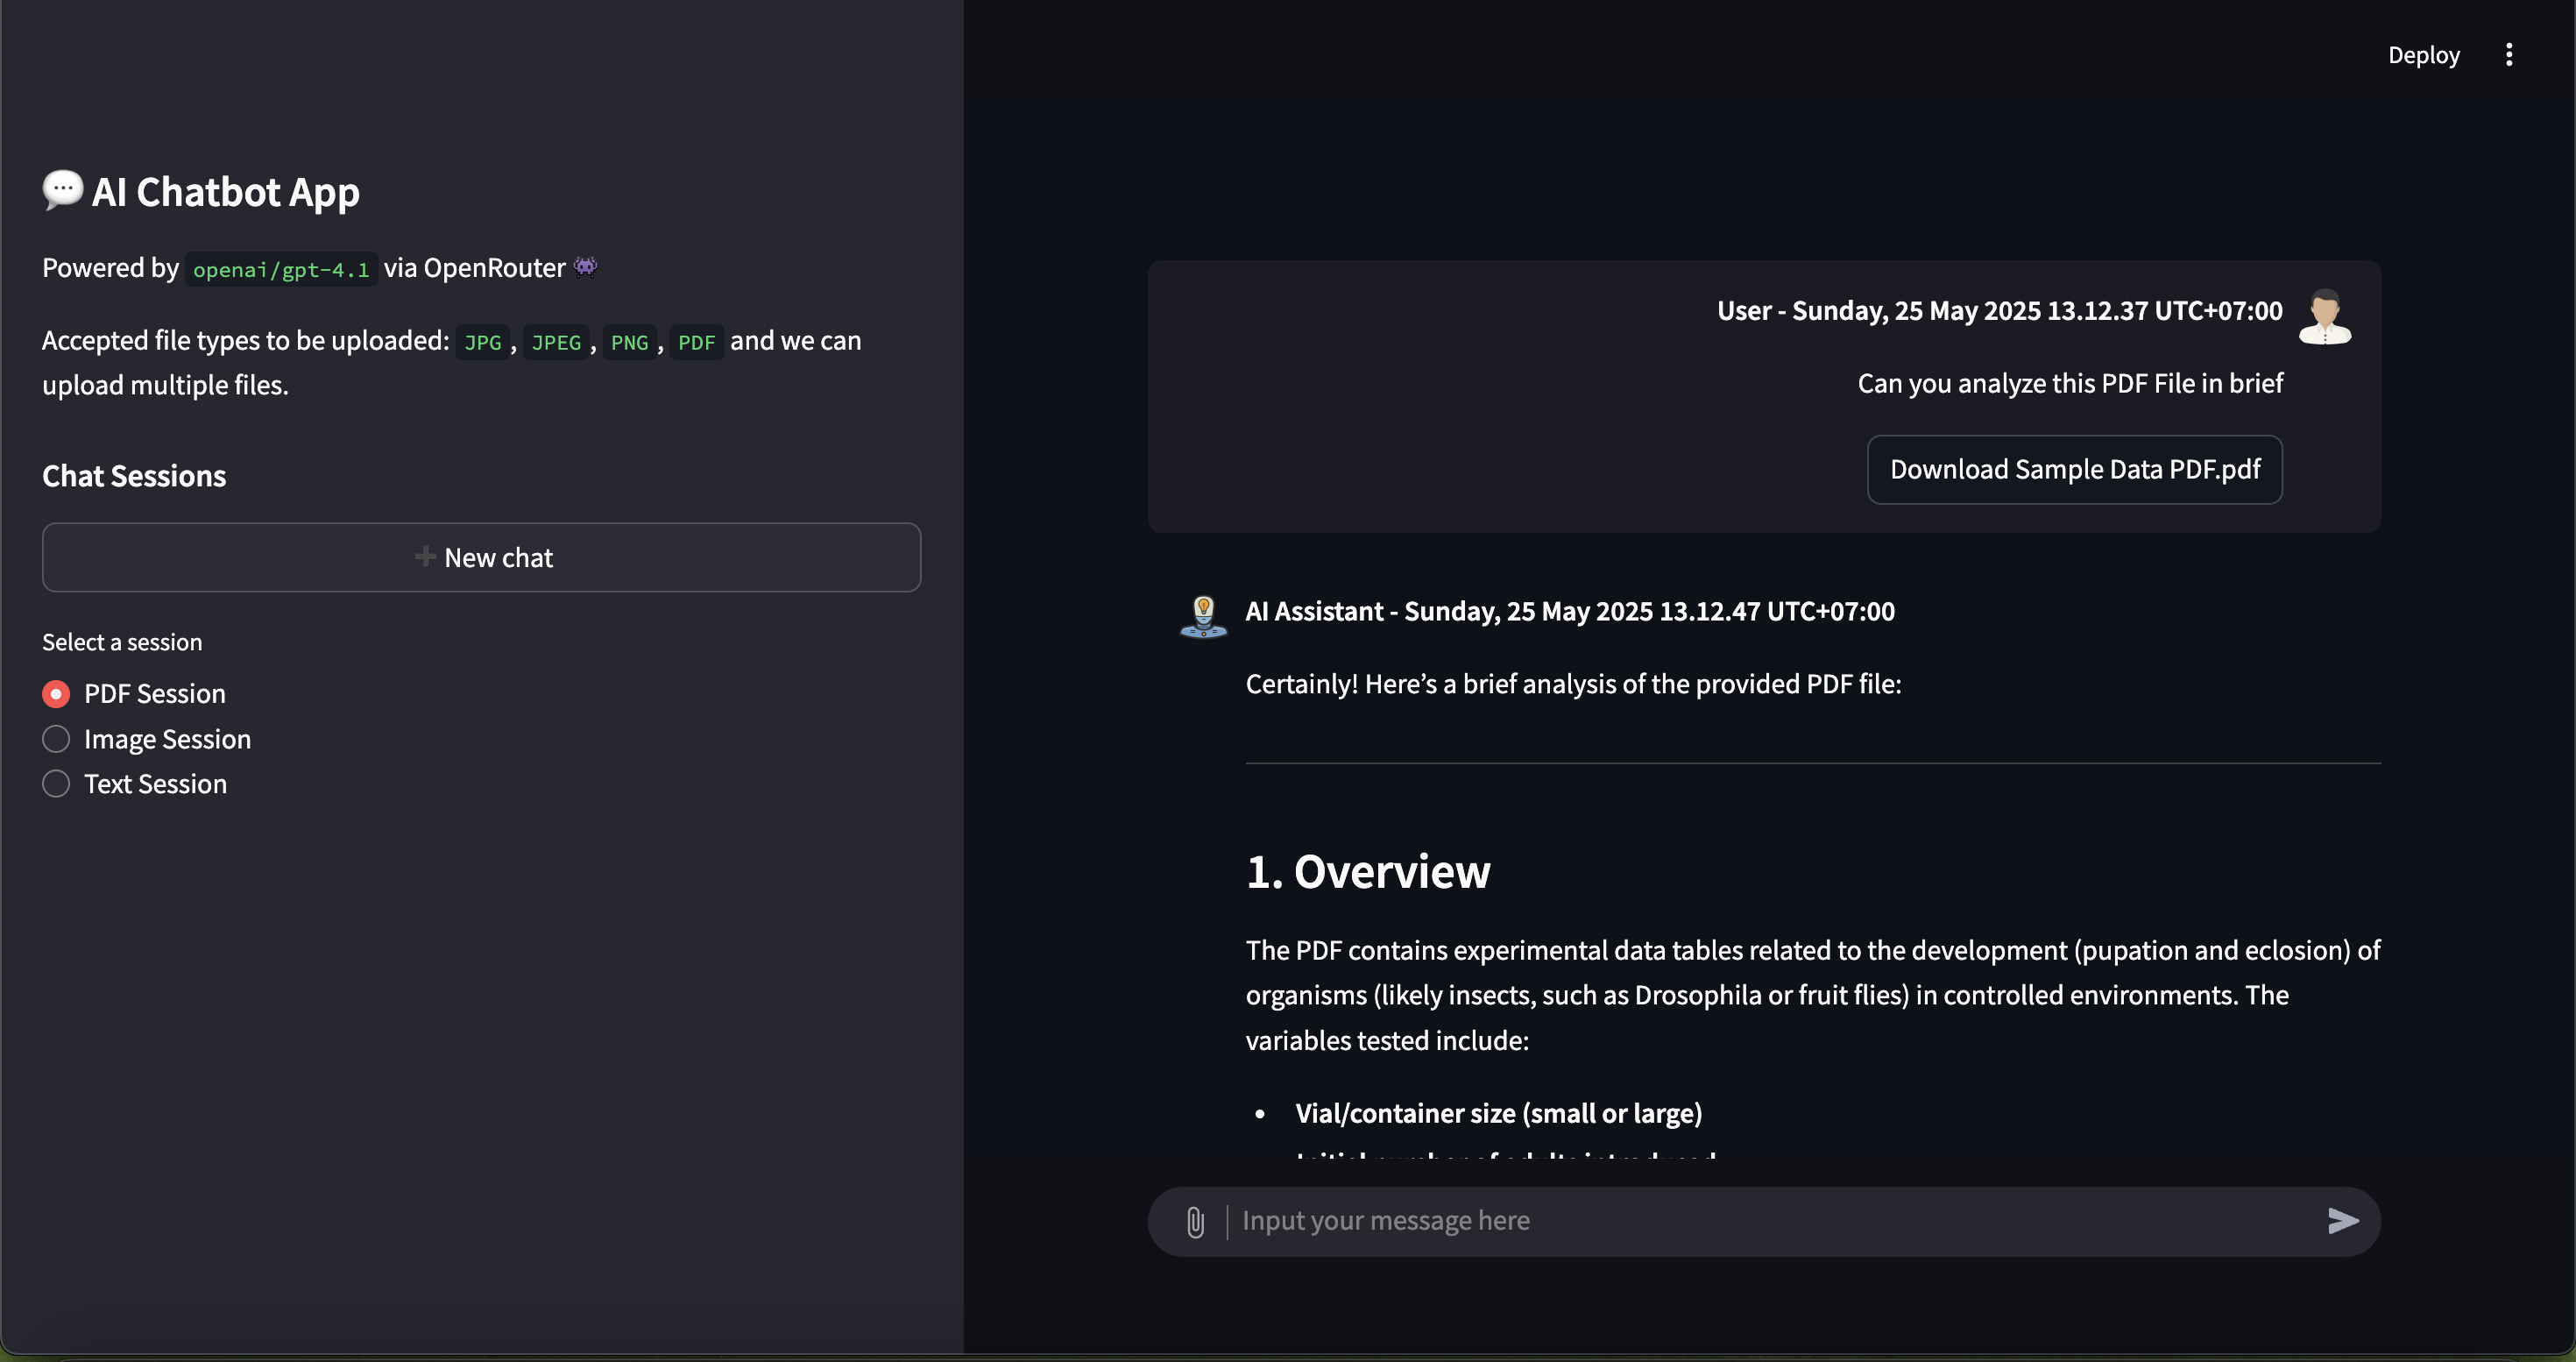 Deploy
AI Chatbot App
Powered by openai/gpt-4.1 via OpenRouter
Accepted file types to be uploaded: JPG, JPEG, PNG, PDF and we can
upload multiple files.
Chat Sessions
New chat
Select a session
PDF Session
Image Session
Text Session
User - Sunday, 25 May 2025 13.12.37 UTC+07:00
Can you analyze this PDF File in brief
Download Sample Data PDF.pdf
AI Assistant - Sunday, 25 May 2025 13.12.47 UTC+07:00
Certainly! Here’s a brief analysis of the provided PDF file:
1. Overview
The PDF contains experimental data tables related to the development (pupation and eclosion) of
organisms (likely insects, such as Drosophila or fruit flies) in controlled environments. The
variables tested include:
• Vial/container size (small or large)
Initial number of adults introduced
Input your message here